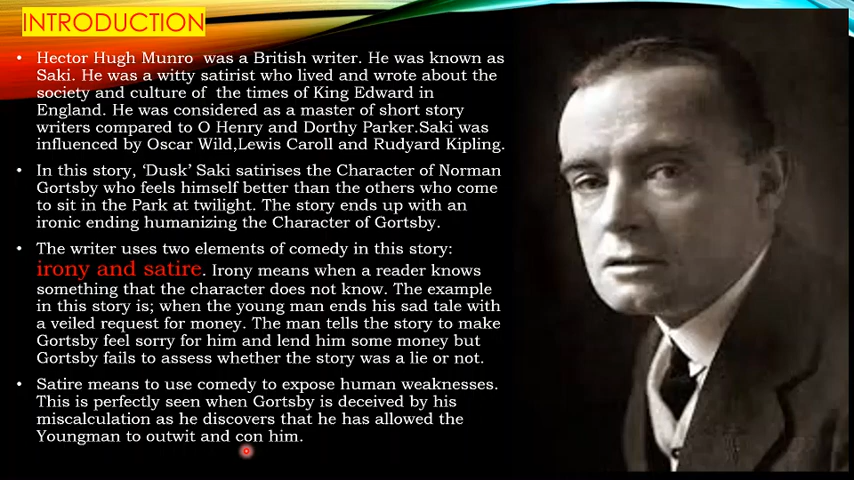 INTRODUCTION
• Hector Hugh Munro was a British writer. He was known as
Saki. He was a witty satirist who lived and wrote about the
society and culture of the times of King Edward in
England. He was considered as a master of short story
writers compared to O Henry and Dorthy Parker.Saki was
influenced by Oscar Wild,Lewis Caroll and Rudyard Kipling.
• In this story, ‘Dusk’ Saki satirises the Character of Norman
Gortsby who feels himself better than the others who come
to sit in the Park at twilight. The story ends up with an
ironic ending humanizing the Character of Gortsby.
• The writer uses two elements of comedy in this story:
irony and satire. Irony means when a reader knows
something that the character does not know. The example
in this story is; when the young man ends his sad tale with
a veiled request for money. The man tells the story to make
Gortsby feel sorry for him and lend him some money but
Gortsby fails to assess whether the story was a lie or not.
• Satire means to use comedy to expose human weaknesses.
This is perfectly seen when Gortsby is deceived by his
miscalculation as he discovers that he has allowed the
Youngman to outwit and con him.